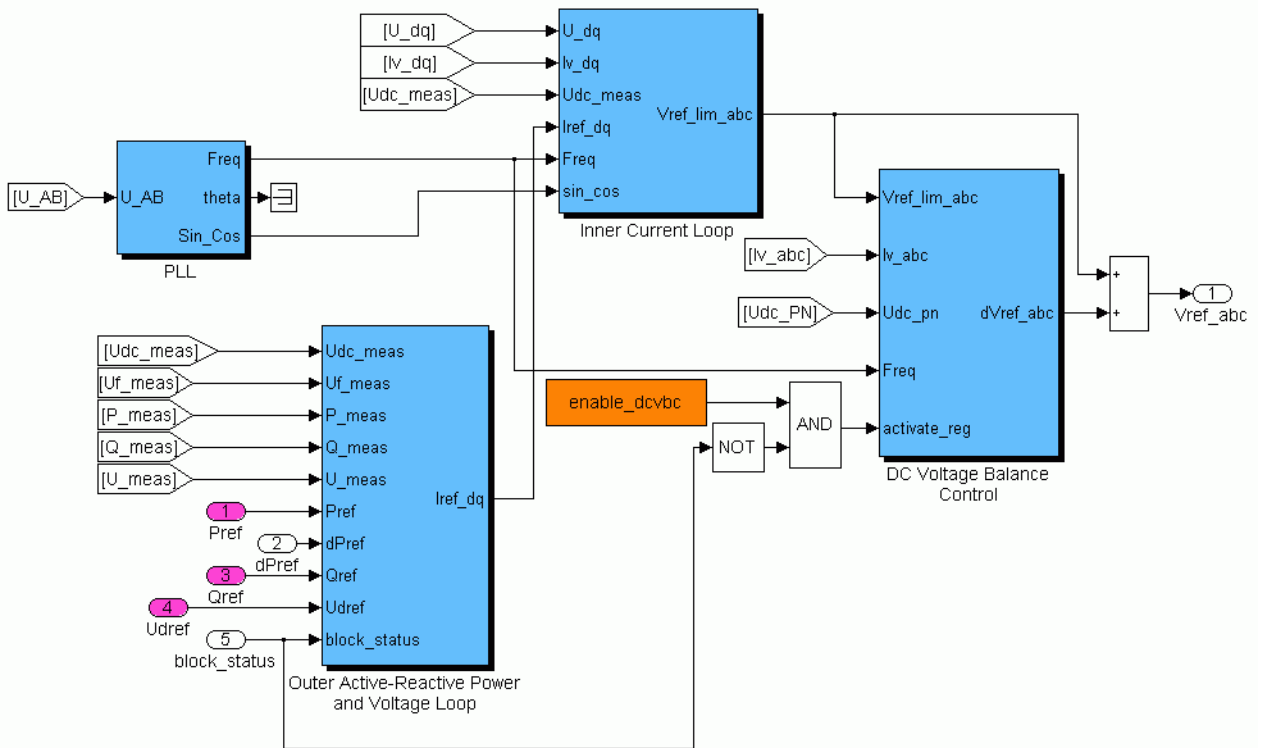 [U_dq]
[Iv_dq]
[Udc_meas]
U_dq
Iv_dq
Udc_meas
Iref_dq
Freq
sin_cos
Vref_lim_abc
Inner Current Loop
[U_AB]
U_AB
Freq
theta
Sin_Cos
PLL
[Iv_abc]
[Udc_PN]
Vref_lim_abc
Iv_abc
Udc_pn
Freq
activate_reg
dVref_abc
DC Voltage Balance
Control
+
+
1
Vref_abc
enable_dcvbc
NOT
AND
[Udc_meas]
[Uf_meas]
[P_meas]
[Q_meas]
[U_meas]
1
Pref
2
dPref
3
Qref
4
Udref
5
block_status
Udc_meas
Uf_meas
P_meas
Q_meas
U_meas
Pref
dPref
Qref
Udref
block_status
Iref_dq
Outer Active-Reactive Power
and Voltage Loop